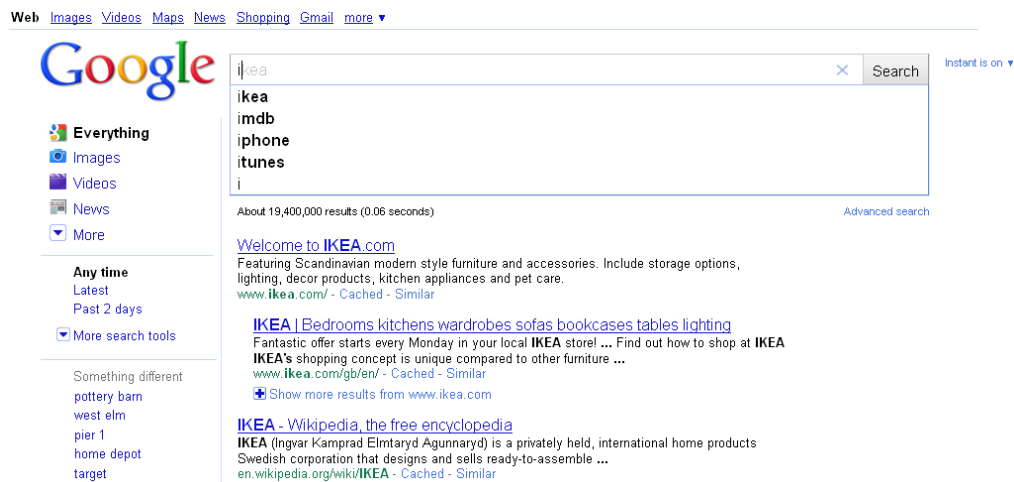 Web Images Videos Maps News Shopping Gmail more ▼
Google
ikea
Search
Instant is on ▼
ikea
imdb
iphone
itunes
i
Everything
Images
Videos
News
More
Any time
Latest
Past 2 days
More search tools
Something different
pottery barn
west elm
pier 1
home depot
target
About 19,400,000 results (0.06 seconds)
Advanced search
Welcome to IKEA.com
Featuring Scandinavian modern style furniture and accessories. Include storage options,
lighting, decor products, kitchen appliances and pet care.
www.ikea.com/ - Cached - Similar
IKEA | Bedrooms kitchens wardrobes sofas bookcases tables lighting
Fantastic offer starts every Monday in your local IKEA store! ... Find out how to shop at IKEA
IKEA's shopping concept is unique compared to other furniture ...
www.ikea.com/gb/en/ - Cached - Similar
Show more results from www.ikea.com
IKEA - Wikipedia, the free encyclopedia
IKEA (Ingvar Kamprad Elmtaryd Agunnaryd) is a privately held, international home products
Swedish corporation that designs and sells ready-to-assemble ...
en.wikipedia.org/wiki/IKEA - Cached - Similar